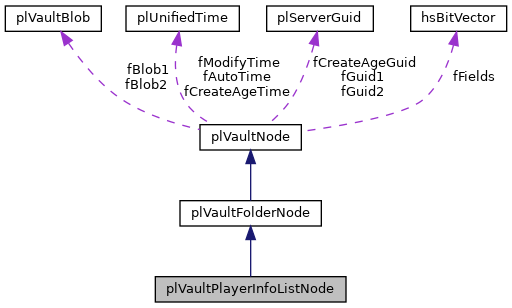 plVaultBlob
plUnifiedTime
plServerGuid
hsBitVector
fBlob1
fBlob2
fModifyTime
fAutoTime
fCreateAgeTime
fCreateAgeGuid
fGuid1
fGuid2
fFields
plVaultNode
plVaultFolderNode
plVaultPlayerInfoListNode